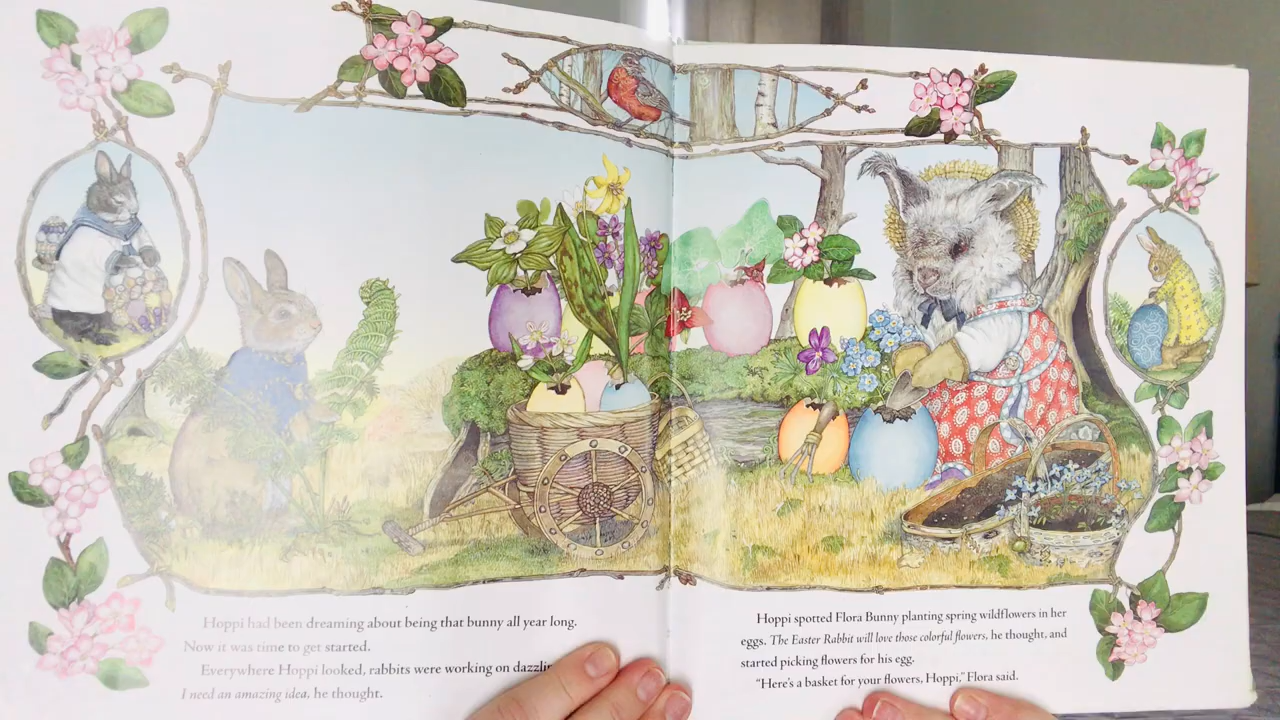 Hoppi had been dreaming about being that bunny all year long.
Now it was time to get started.
Everywhere Hoppi looked, rabbits were working on
I need an amazing idea, he thought.
Hoppi spotted Flora Bunny planting spring wildflowers in her
eggs. The Easter Rabbit will love those colorful flowers, he thought, and
started picking flowers for his egg.
“Here’s a basket for your flowers, Hoppi,” Flora said.